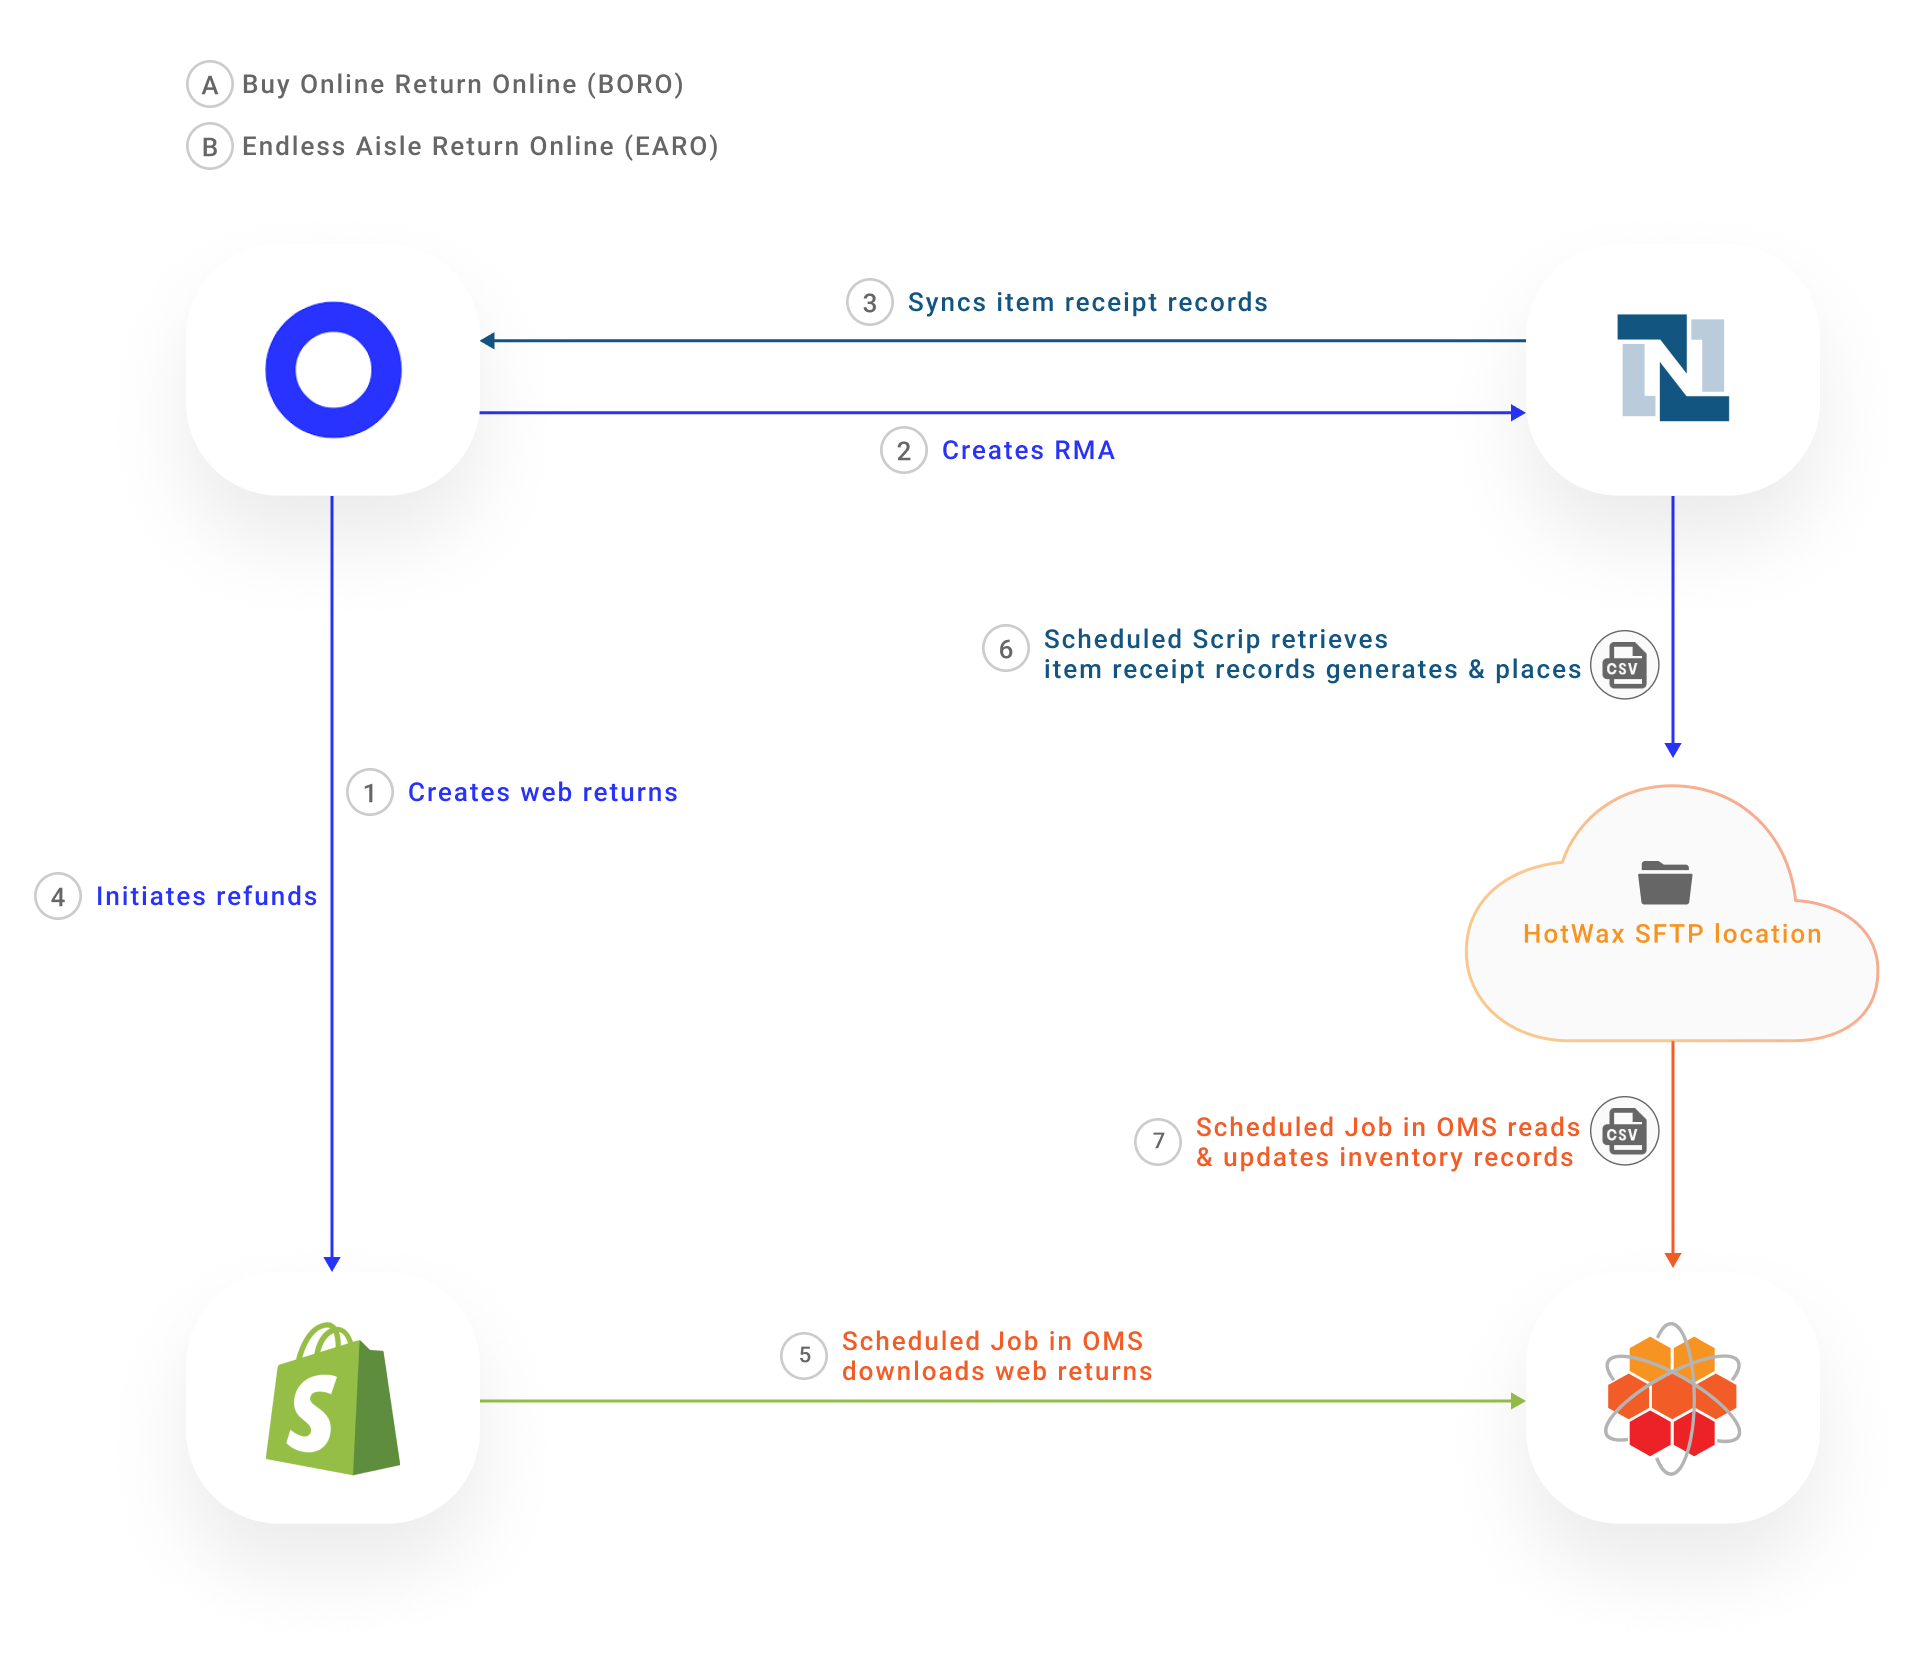 A Buy Online Return Online (BORO)
B Endless Aisle Return Online (EARO)
3 Syncs item receipt records
2 Creates RMA
6 Scheduled Scrip retrieves
item receipt records generates & places
CSV
1 Creates web returns
4 Initiates refunds
HotWax SFTP location
7 Scheduled Job in OMS reads
& updates inventory records
CSV
5 Scheduled Job in OMS
downloads web returns
S
N